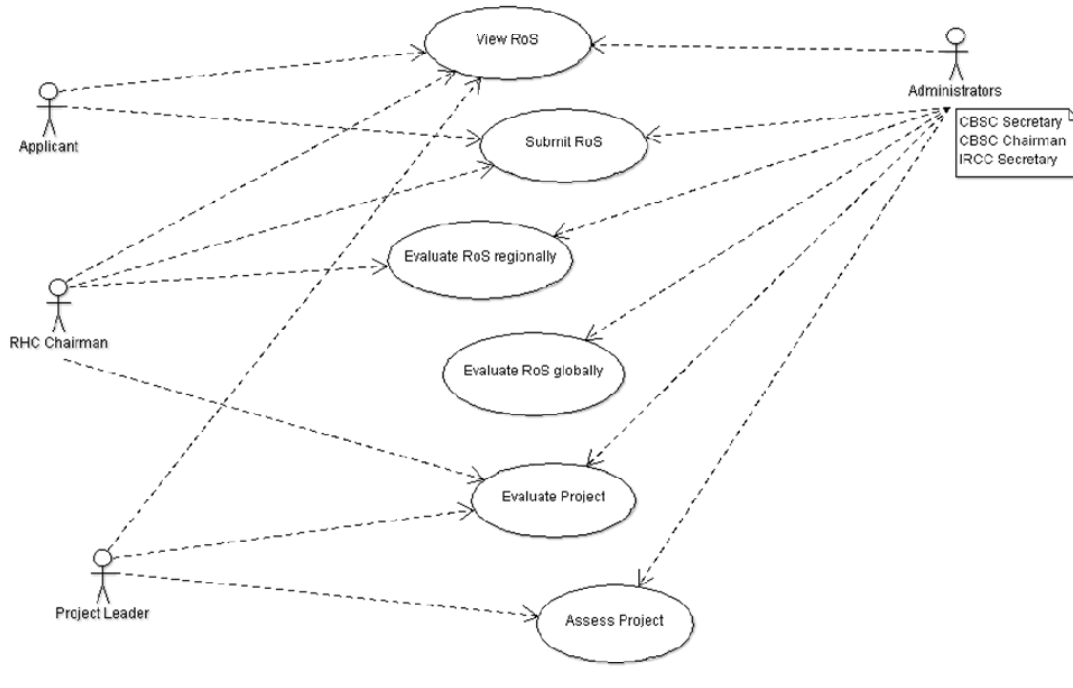 View RoS
Administrators
CBSC Secretary
CBSC Chairman
IRCC Secretary
Applicant
Submit RoS
Evaluate RoS regionally
RHC Chairman
Evaluate RoS globally
Evaluate Project
Project Leader
Assess Project